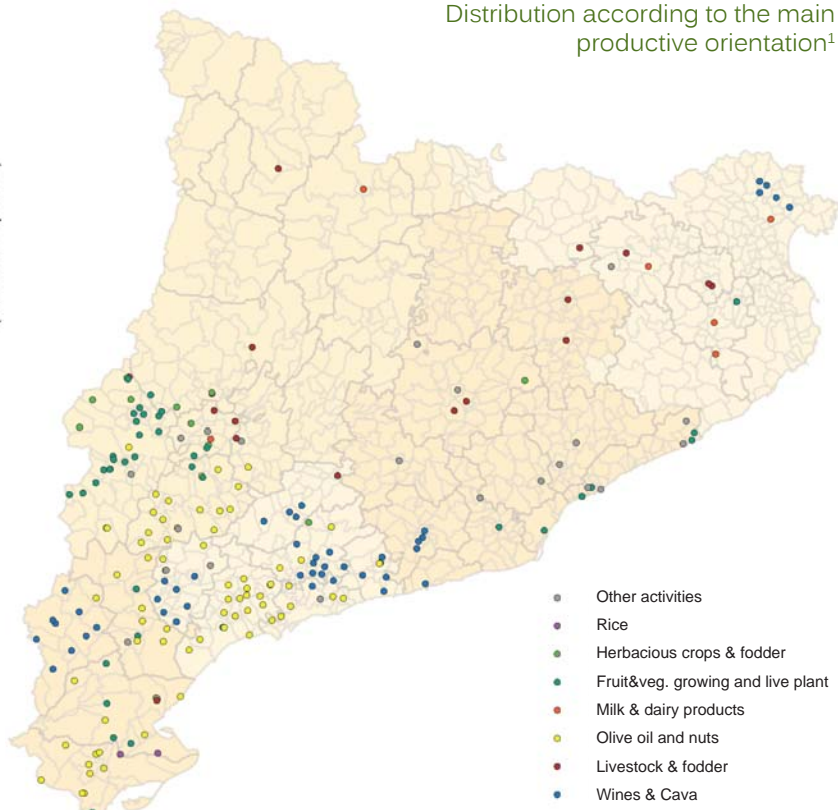 Distribution according to the main
productive orientation¹
Other activities
Rice
Herbacious crops & fodder
Fruit&veg. growing and live plant
Milk & dairy products
Olive oil and nuts
Livestock & fodder
Wines & Cava